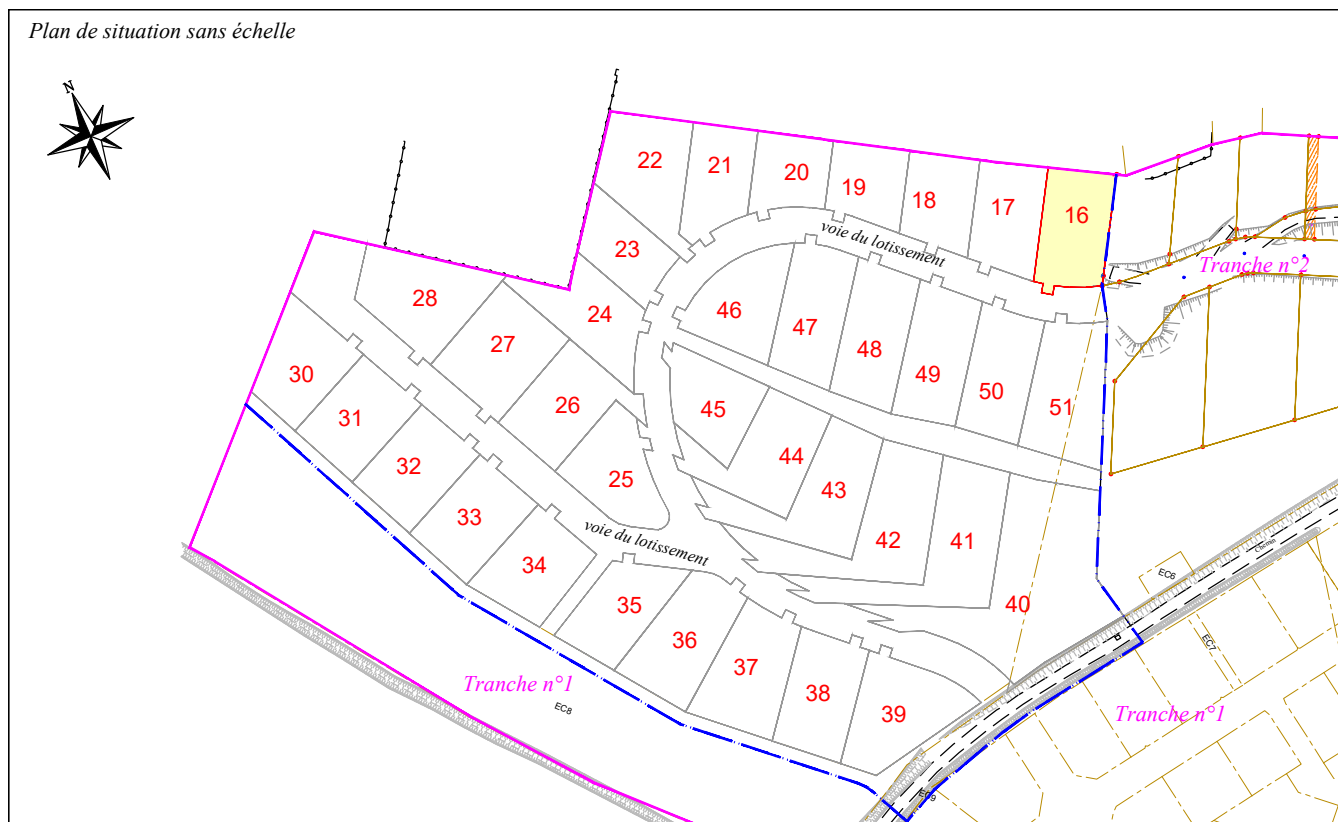 Plan de situation sans échelle
N
22
21
20
19
18
17
16
23
voie du lotissement
Tranche n°2
28
24
46
47
48
49
50
51
27
30
26
45
31
44
32
25
43
33
42
41
voie du lotissement
34
Chemin
EC6
40
35
36
EC7
37
38
39
Tranche n°1
EC8
Tranche n°1
EC9